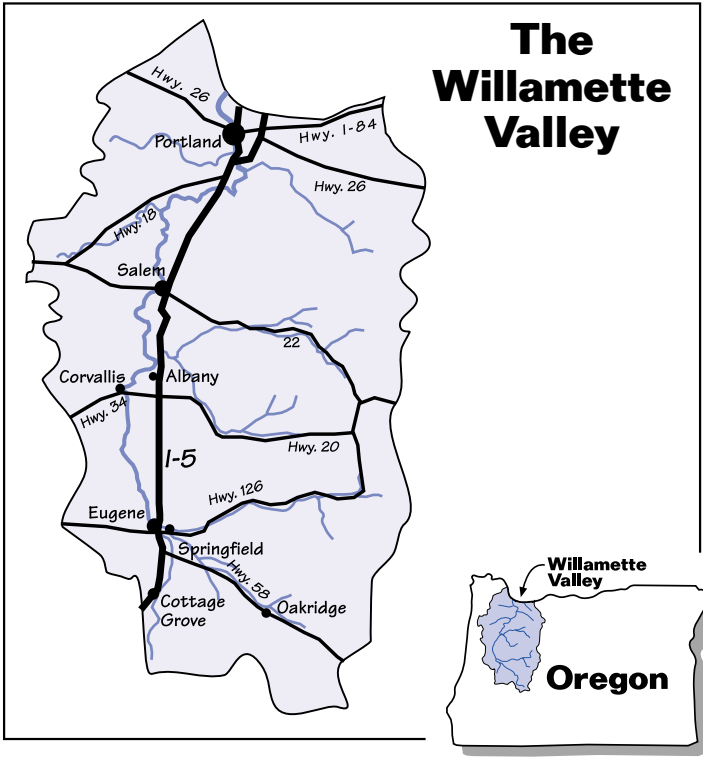 The
Willamette
Valley
Hwy. 26
Portland
Hwy. I-84
Hwy. 26
Hwy. 18
Salem
22
Corvallis
Albany
Hwy. 34
Hwy. 20
I-5
Hwy. 126
Eugene
Springfield
Hwy. 58
Cottage
Grove
Oakridge
Willamette
Valley
Oregon